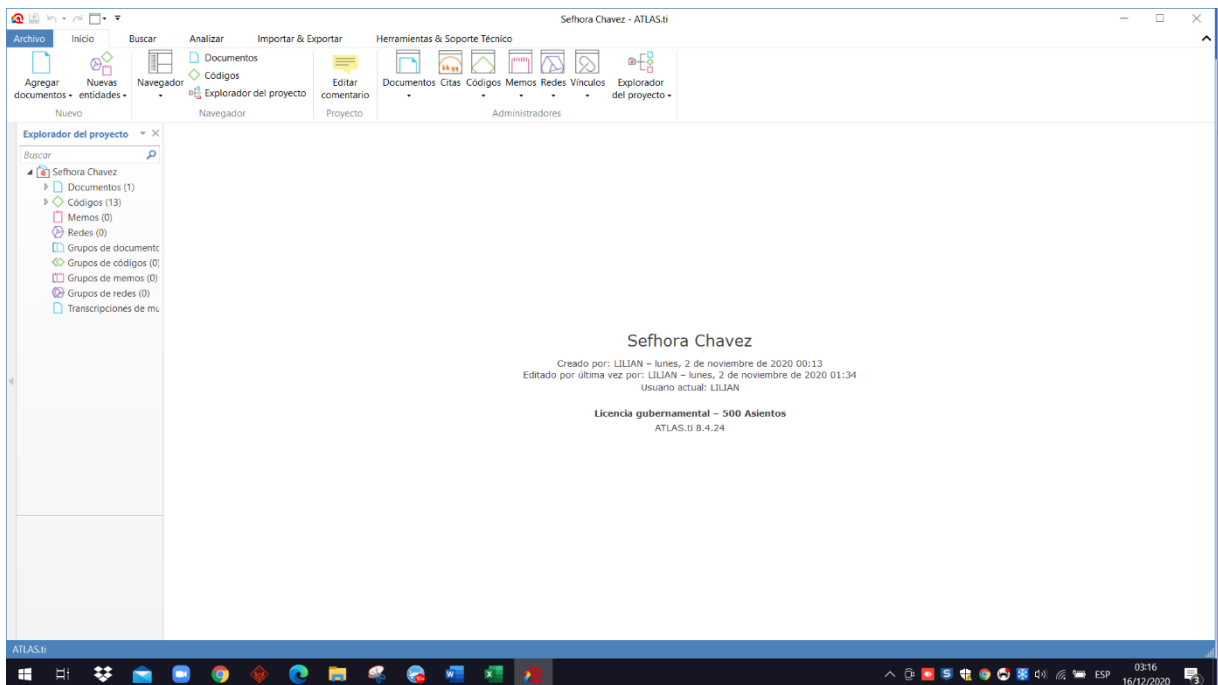 Sefhora Chavez - ATLAS.ti
Archivo Inicio Buscar Analizar Importar & Exportar Herramientas & Soporte Técnico
Agregar documentos
Nuevas entidades
Navegador
Documentos
Códigos
Explorador del proyecto
Editar comentario
Documentos Citas Códigos Memos Redes Vínculos Explorador del proyecto
Nuevo Navegador Proyecto Administradores
Explorador del proyecto
Buscar
Sefhora Chavez
Documentos (1)
Códigos (13)
Memos (0)
Redes (0)
Grupos de documentc
Grupos de códigos (0)
Grupos de memos (0)
Grupos de redes (0)
Transcripciones de mu
Sefhora Chavez
Creado por: LILIAN – lunes, 2 de noviembre de 2020 00:13
Editado por última vez por: LILIAN – lunes, 2 de noviembre de 2020 01:34
Usuario actual: LILIAN
Licencia gubernamental – 500 Asientos
ATLAS.ti 8.4.24
ATLAS.ti
ESP
03:16
16/12/2020
3